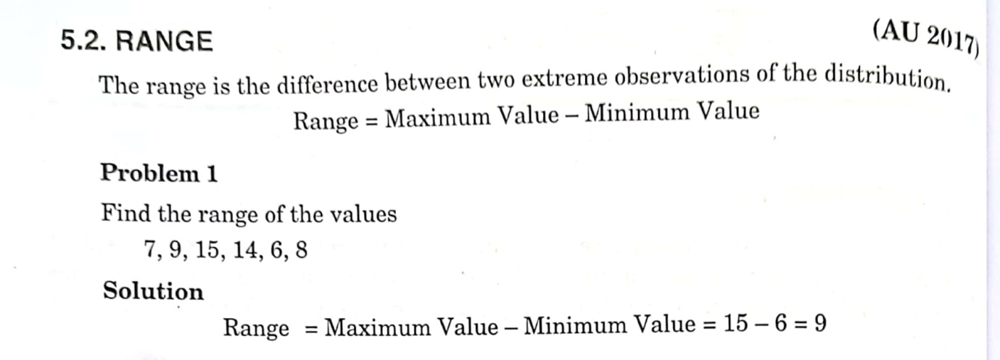 5.2. RANGE (AU 2017)
The range is the difference between two extreme observations of the distribution.
Range = Maximum Value – Minimum Value
Problem 1
Find the range of the values
7, 9, 15, 14, 6, 8
Solution
Range = Maximum Value – Minimum Value = 15 – 6 = 9